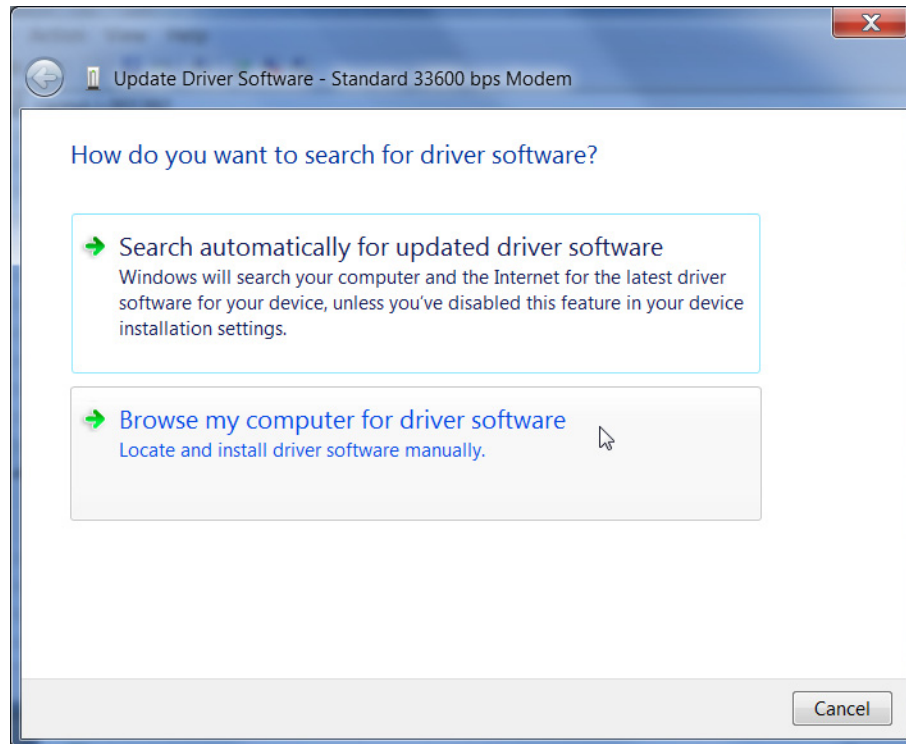 Action View Help
Update Driver Software - Standard 33600 bps Modem
How do you want to search for driver software?
Search automatically for updated driver software
Windows will search your computer and the Internet for the latest driver
software for your device, unless you've disabled this feature in your device
installation settings.
Browse my computer for driver software
Locate and install driver software manually.
Cancel